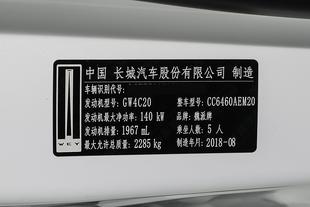 中国 长城汽车股份有限公司 制造
车辆识别代号:
发动机型号: GW4C20 整车型号: CC6460AEM20
发动机最大净功率: 140 kW 品牌: 魏派牌
发动机排量: 1967 mL 乘坐人数: 5 人
最大允许总质量: 2285 kg 制造年月: 2018-08
WEY